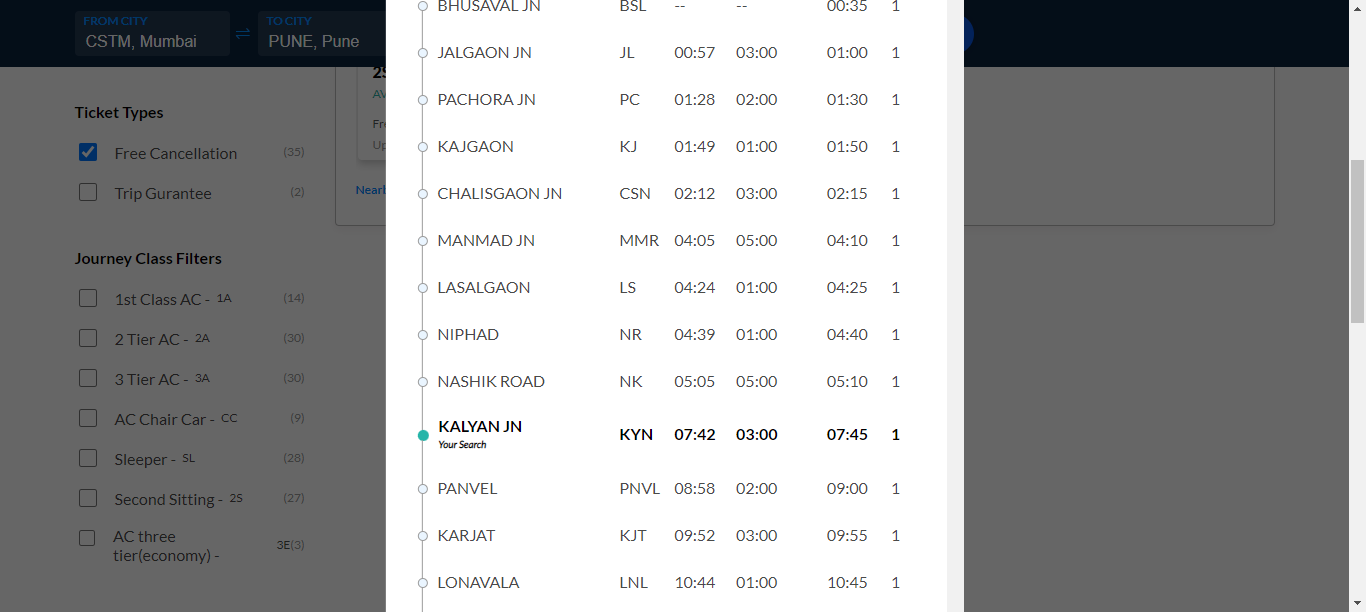 FROM CITY
CSTM, Mumbai
TO CITY
PUNE, Pune
Ticket Types
Free Cancellation (35)
Trip Gurantee (2)
Journey Class Filters
1st Class AC - 1A (14)
2 Tier AC - 2A (30)
3 Tier AC - 3A (30)
AC Chair Car - CC (9)
Sleeper - SL (28)
Second Sitting - 2S (27)
AC three
tier(economy) - 3E(3)
BHUSAVAL JN BSL -- -- 00:35 1
JALGAON JN JL 00:57 03:00 01:00 1
PACHORA JN PC 01:28 02:00 01:30 1
KAJGAON KJ 01:49 01:00 01:50 1
CHALISGAON JN CSN 02:12 03:00 02:15 1
MANMAD JN MMR 04:05 05:00 04:10 1
LASALGAON LS 04:24 01:00 04:25 1
NIPHAD NR 04:39 01:00 04:40 1
NASHIK ROAD NK 05:05 05:00 05:10 1
KALYAN JN KYN 07:42 03:00 07:45 1
Your Search
PANVEL PNVL 08:58 02:00 09:00 1
KARJAT KJT 09:52 03:00 09:55 1
LONAVALA LNL 10:44 01:00 10:45 1